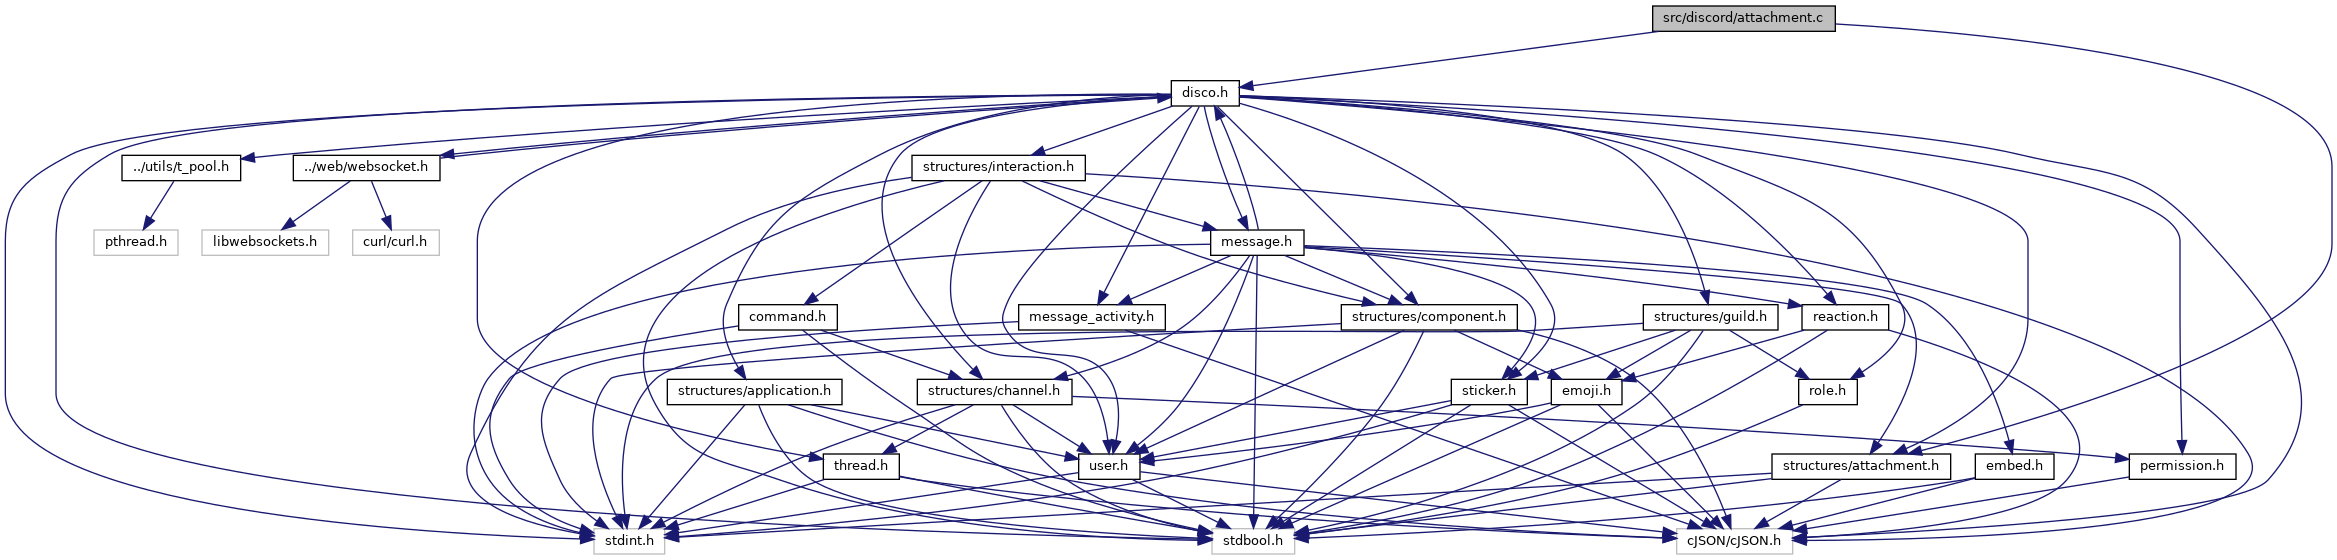 src/discord/attachment.c
disco.h
../utils/t_pool.h
../web/websocket.h
structures/interaction.h
pthread.h
libwebsockets.h
curl/curl.h
message.h
command.h
message_activity.h
structures/component.h
structures/guild.h
reaction.h
structures/application.h
structures/channel.h
sticker.h
emoji.h
role.h
thread.h
user.h
structures/attachment.h
embed.h
permission.h
stdint.h
stdbool.h
cJSON/cJSON.h